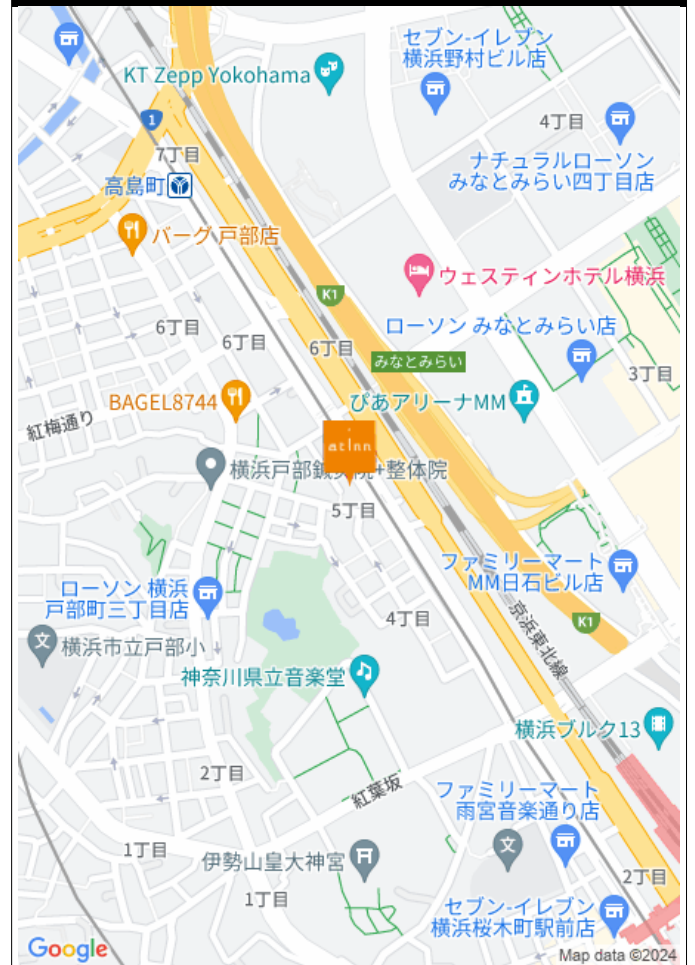 セブン-イレブン
横浜野村ビル店
KT Zepp Yokohama
4丁目
1
7丁目
ナチュラルローソン
みなとみらい四丁目店
高島町
バーグ 戸部店
ウェスティンホテル横浜
K1
6丁目
6丁目
6丁目
ローソン みなとみらい店
みなとみらい
3丁目
BAGEL8744
ぴあアリーナMM
紅梅通り
at inn
横浜戸部鍼灸院+整体院
5丁目
ファミリーマート
MM日石ビル店
ローソン 横浜
戸部町三丁目店
4丁目
K1
京浜東北線
文
横浜市立戸部小
神奈川県立音楽堂
横浜ブルク13
2丁目
紅葉坂
ファミリーマート
雨宮音楽通り店
1丁目
伊勢山皇大神宮
文
2丁目
1丁目
セブン-イレブン
横浜桜木町駅前店
Google
Map data ©2024